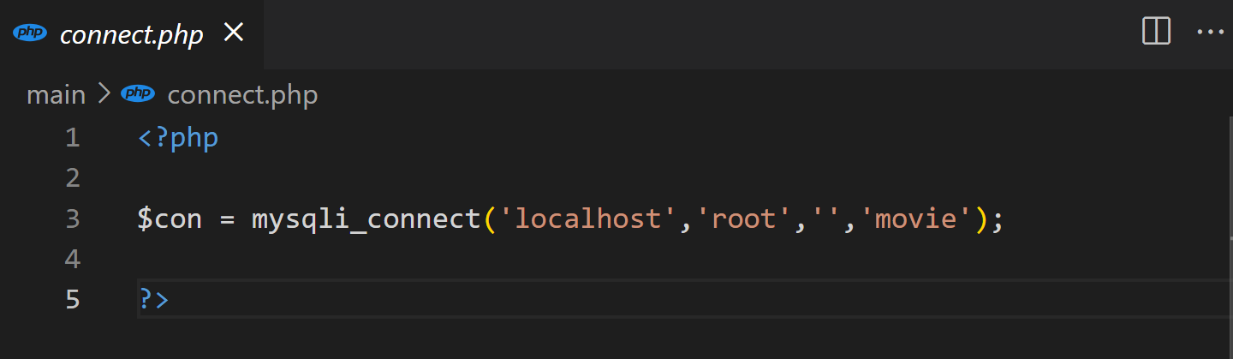 php connect.php
main > php connect.php
1 <?php
2
3 $con = mysqli_connect('localhost','root','','movie');
4
5 ?>